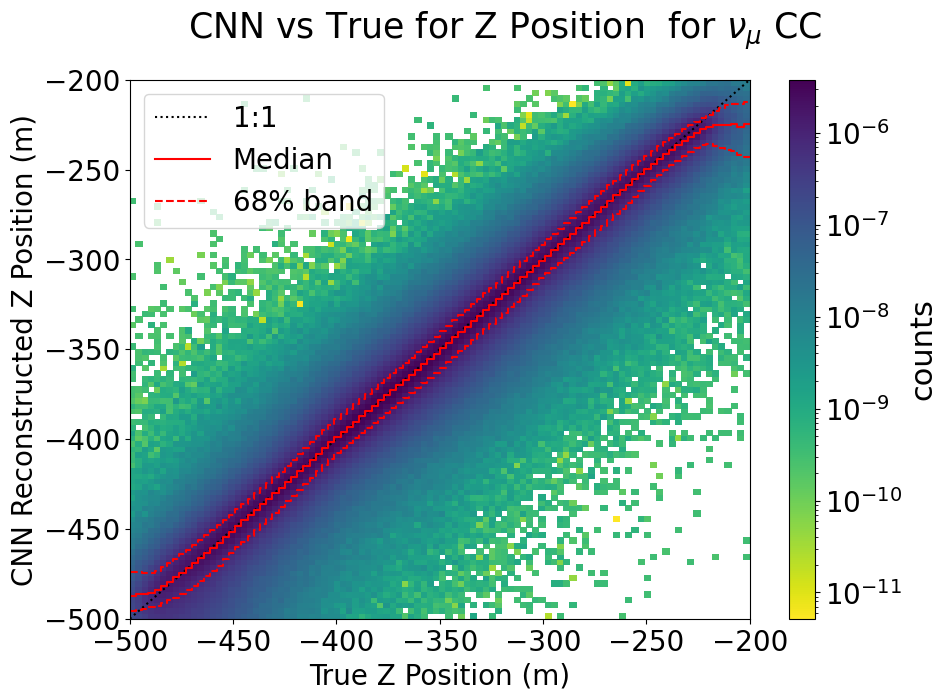 CNN vs True for Z Position  for νμ CC
1:1
Median
68% band
CNN Reconstructed Z Position (m)
−200
−250
−300
−350
−400
−450
−500
−500 −450 −400 −350 −300 −250 −200
True Z Position (m)
10⁻⁶
10⁻⁷
10⁻⁸
10⁻⁹
10⁻¹⁰
10⁻¹¹
counts